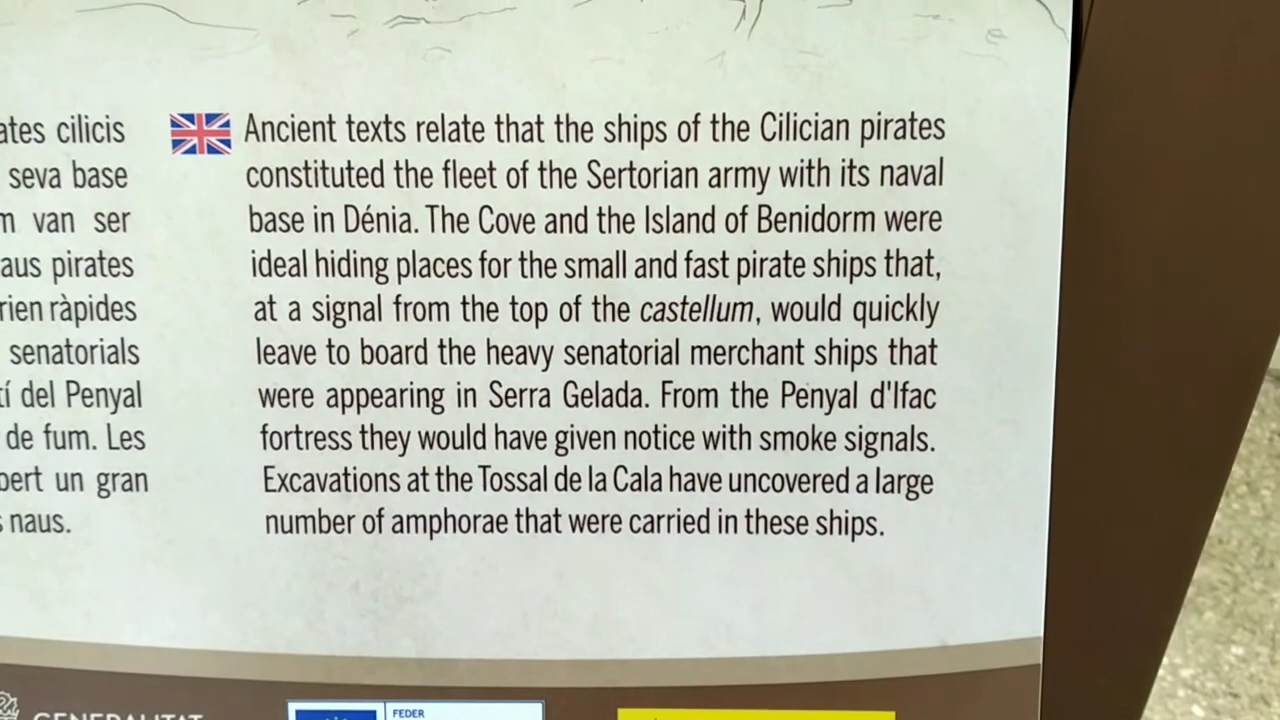 ates cilicis
seva base
van ser
aus pirates
rien ràpides
senatorials
tí del Penyal
de fum. Les
pert un gran
naus.
Ancient texts relate that the ships of the Cilician pirates
constituted the fleet of the Sertorian army with its naval
base in Dénia. The Cove and the Island of Benidorm were
ideal hiding places for the small and fast pirate ships that,
at a signal from the top of the castellum, would quickly
leave to board the heavy senatorial merchant ships that
were appearing in Serra Gelada. From the Penyal d'Ifac
fortress they would have given notice with smoke signals.
Excavations at the Tossal de la Cala have uncovered a large
number of amphorae that were carried in these ships.
GENERALITAT
FEDER